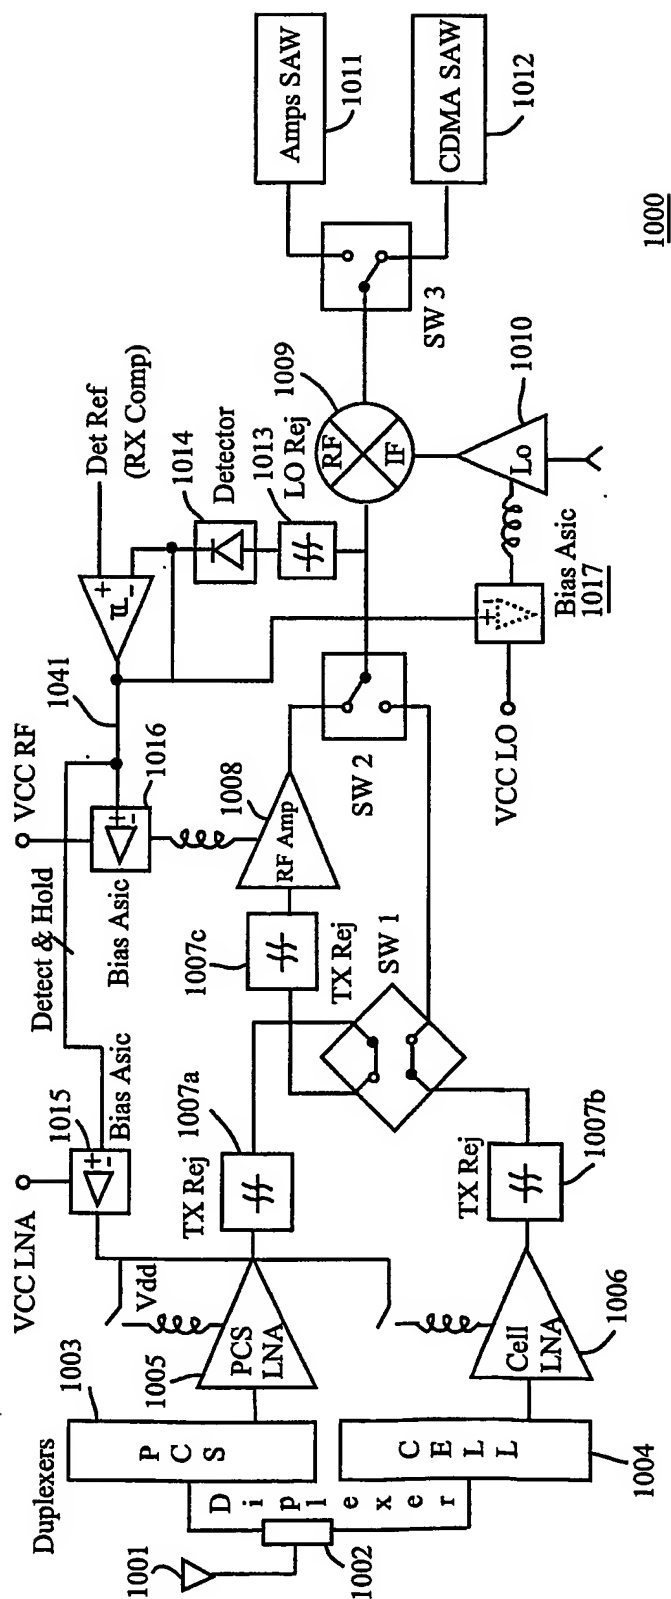 Duplexers
1001
1002
Diplexer
1003
PCS
CELL
1004
VCC LNA
1015
Bias Asic
Vdd
1005
PCS LNA
Cell LNA
1006
TX Rej
1007a
TX Rej
1007b
Detect & Hold
VCC RF
1016
Bias Asic
1041
1007c
TX Rej
SW 1
1008
RF Amp
SW 2
Det Ref
(RX Comp)
1014
Detector
1013
LO Rej
1009
RF
IF
Lo
1010
Bias Asic
1017
VCC LO
SW 3
Amps SAW
1011
CDMA SAW
1012
1000